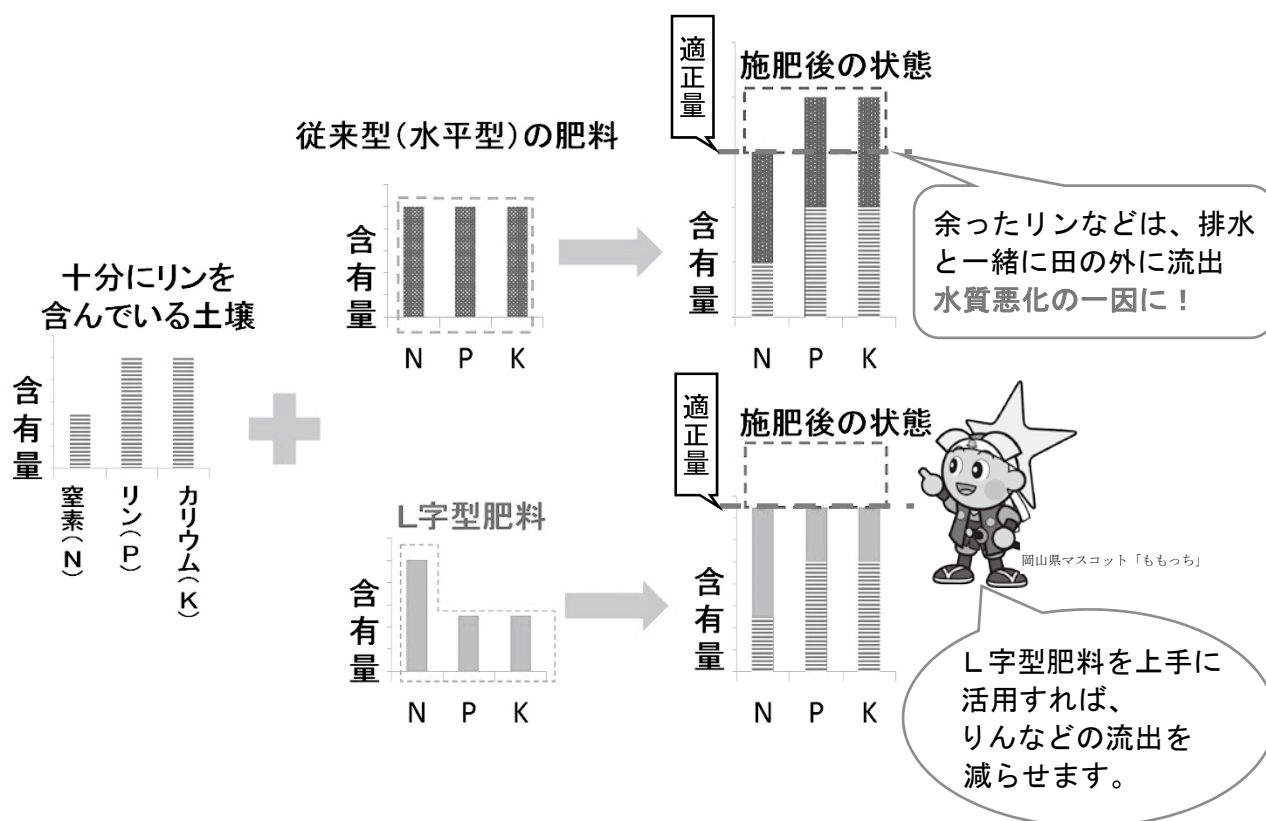 十分にリンを
含んでいる土壌
含有量
窒素(N)
リン(P)
カリウム(K)
従来型(水平型)の肥料
含有量
N P K
適正量
施肥後の状態
含有量
N P K
余ったリンなどは、排水
と一緒に田の外に流出
水質悪化の一因に！
L字型肥料
含有量
N P K
適正量
施肥後の状態
含有量
N P K
岡山県マスコット「ももっち」
L字型肥料を上手に
活用すれば、
りんなどの流出を
減らせます。